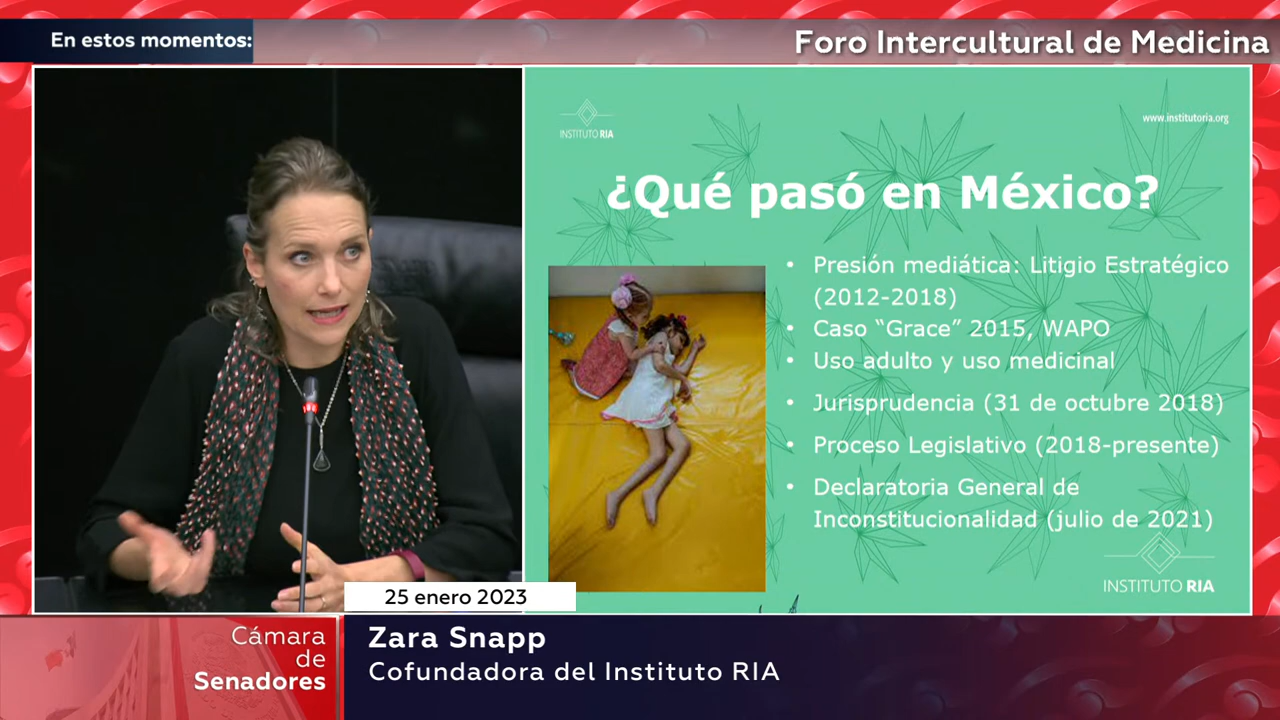 En estos momentos:
Foro Intercultural de Medicina
INSTITUTO RIA
www.institutoria.org
¿Qué pasó en México?
• Presión mediática: Litigio Estratégico
(2012-2018)
• Caso “Grace” 2015, WAPO
• Uso adulto y uso medicinal
• Jurisprudencia (31 de octubre 2018)
• Proceso Legislativo (2018-presente)
• Declaratoria General de
Inconstitucionalidad (julio de 2021)
INSTITUTO RIA
25 enero 2023
Cámara
de
Senadores
Zara Snapp
Cofundadora del Instituto RIA